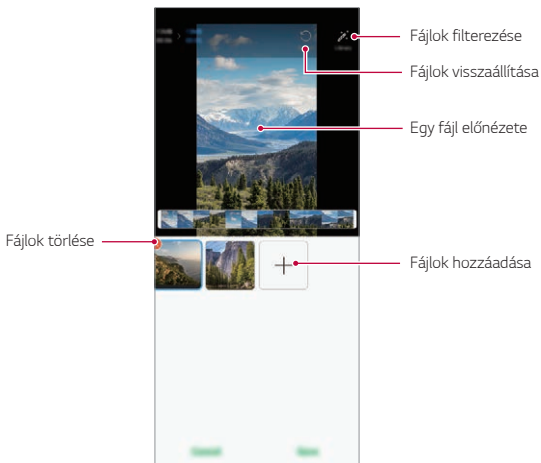 Fájlok filterezése
Fájlok visszaállítása
Egy fájl előnézete
Fájlok törlése
Fájlok hozzáadása